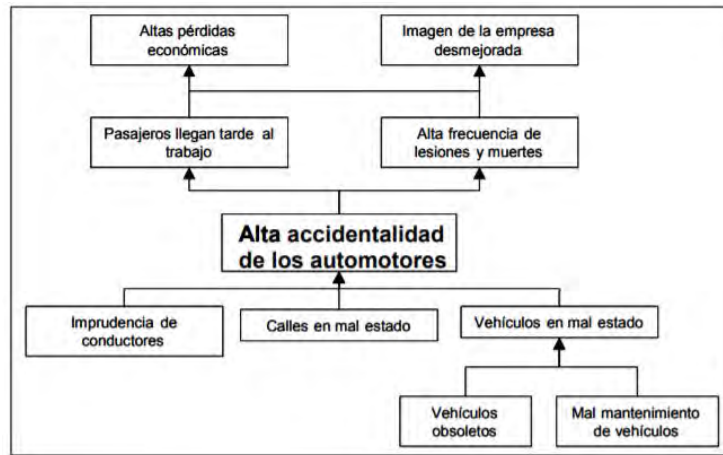 Altas pérdidas
económicas
Imagen de la empresa
desmejorada
Pasajeros llegan tarde al
trabajo
Alta frecuencia de
lesiones y muertes
Alta accidentalidad
de los automotores
Imprudencia de
conductores
Calles en mal estado
Vehículos en mal estado
Vehículos
obsoletos
Mal mantenimiento
de vehículos